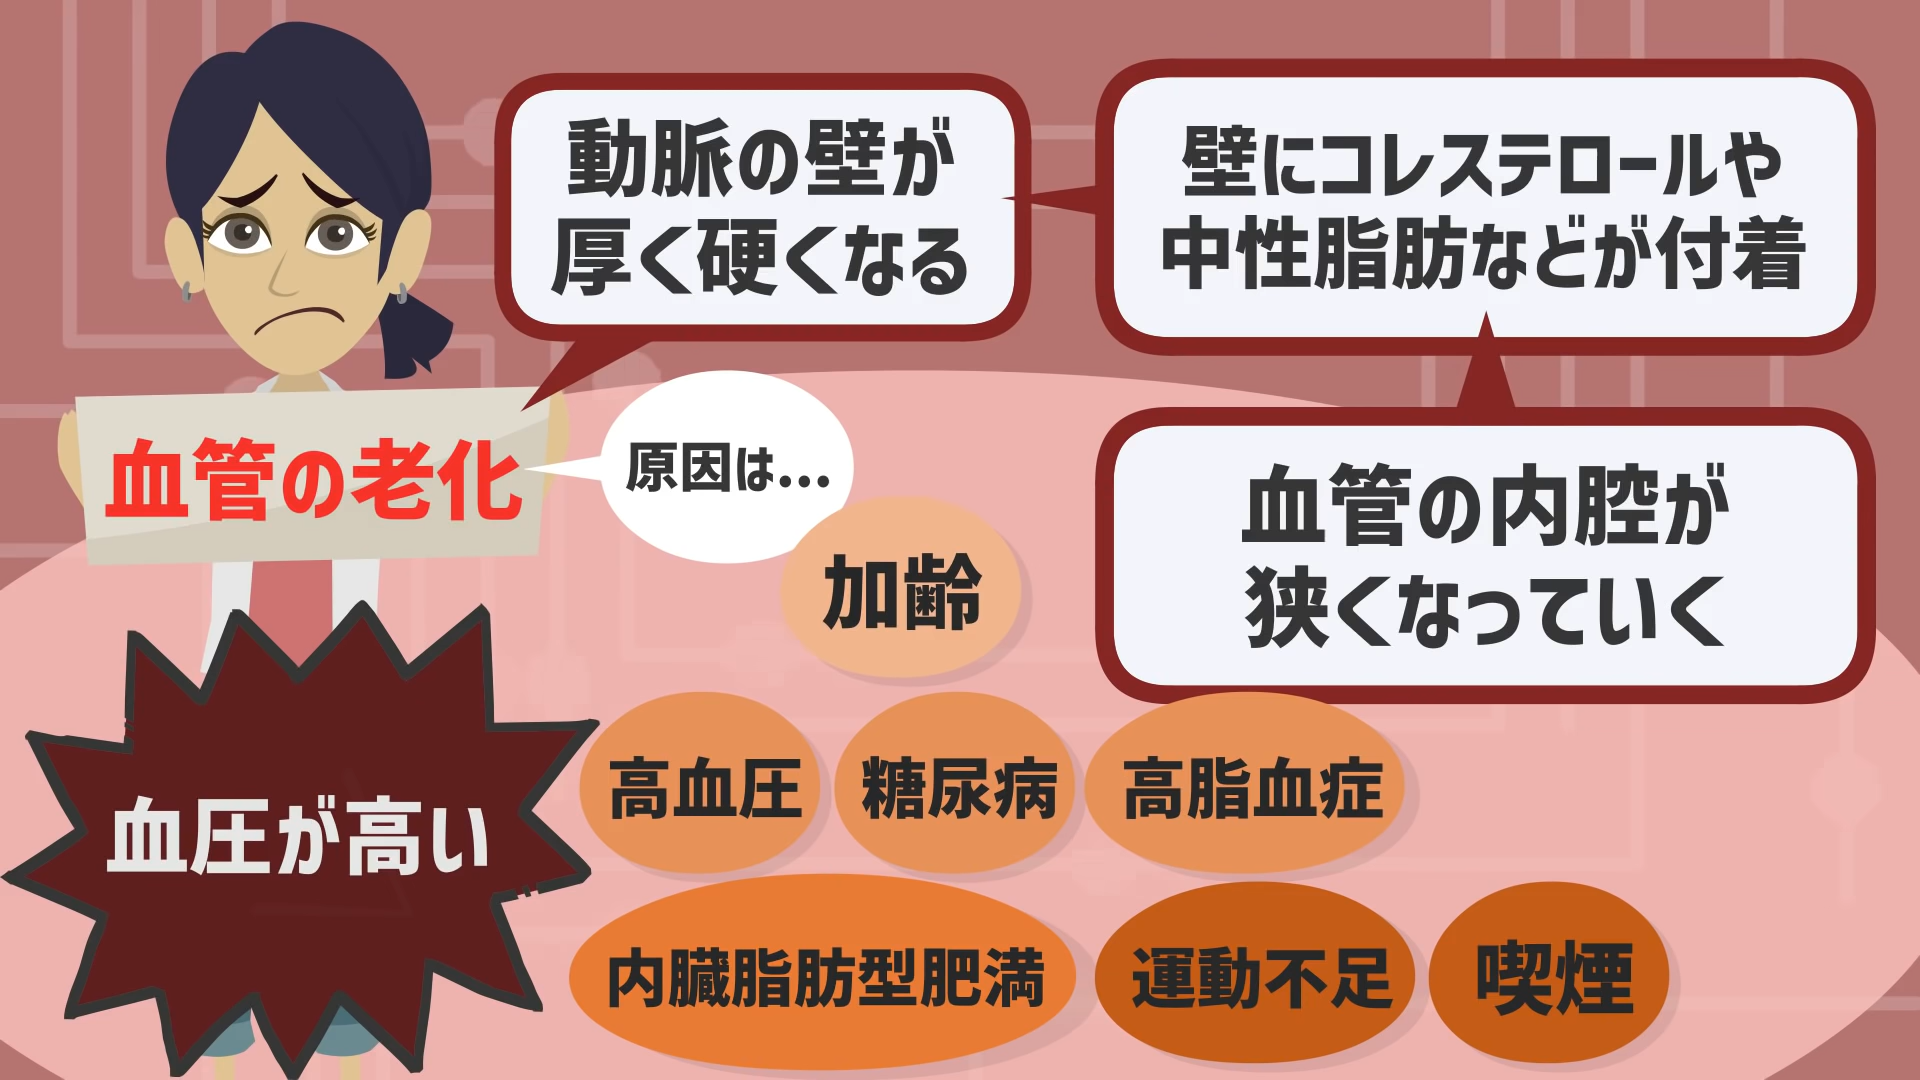 動脈の壁が
厚く硬くなる
壁にコレステロールや
中性脂肪などが付着
血管の内腔が
狭くなっていく
血管の老化
原因は…
加齢
高血圧
糖尿病
高脂血症
血圧が高い
内臓脂肪型肥満
運動不足
喫煙